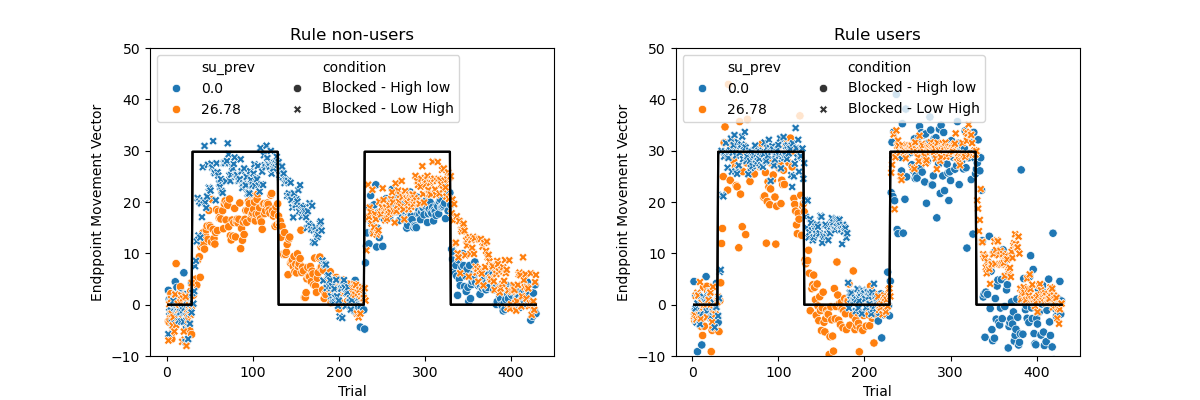 Rule non-users
su_prev condition
0.0 Blocked - High low
26.78 Blocked - Low High
Endppoint Movement Vector
50
40
30
20
10
0
−10
0 100 200 300 400
Trial
Rule users
su_prev condition
0.0 Blocked - High low
26.78 Blocked - Low High
Endppoint Movement Vector
50
40
30
20
10
0
−10
0 100 200 300 400
Trial